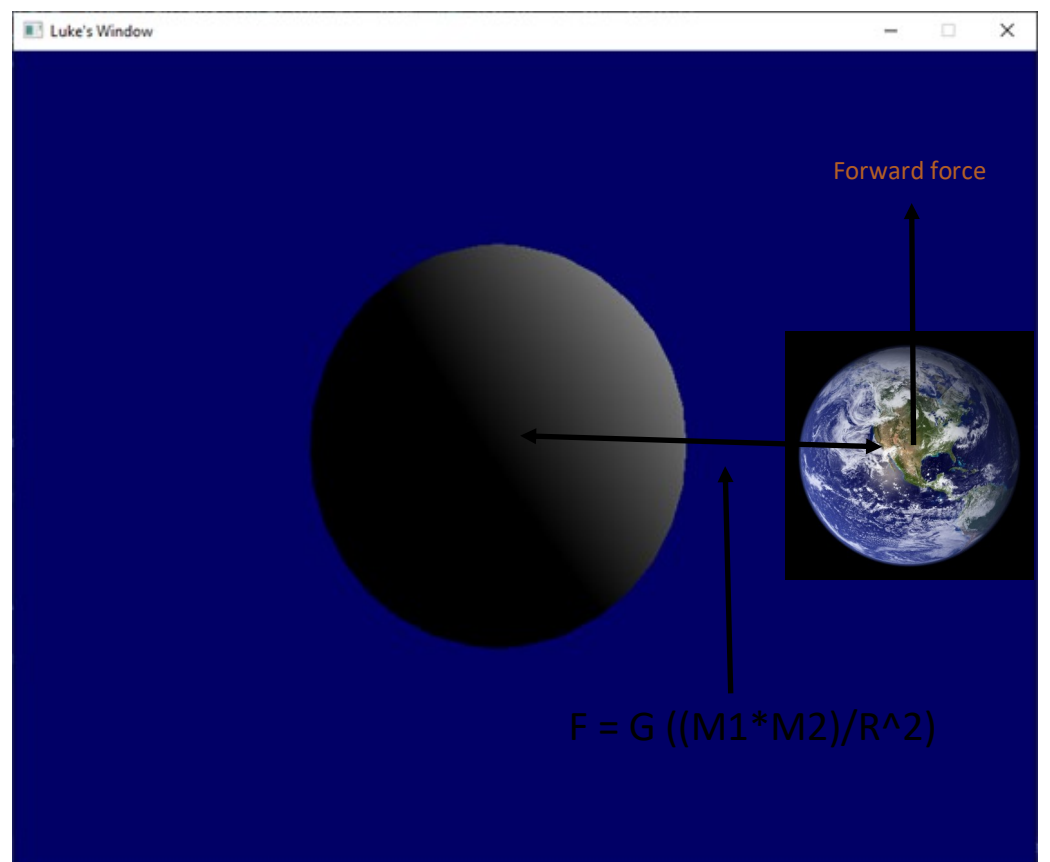 Luke's Window
Forward force
F = G ((M1*M2)/R^2)